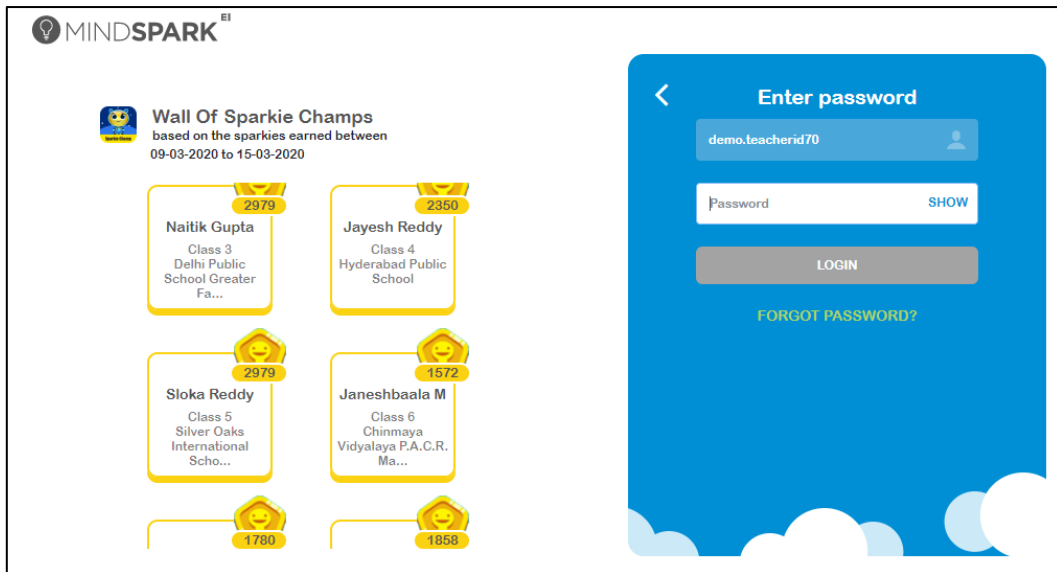 MINDSPARK EI
Wall Of Sparkie Champs
based on the sparkies earned between
09-03-2020 to 15-03-2020
2979
Naitik Gupta
Class 3
Delhi Public
School Greater
Fa...
2350
Jayesh Reddy
Class 4
Hyderabad Public
School
2979
Sloka Reddy
Class 5
Silver Oaks
International
Scho...
1572
Janeshbaala M
Class 6
Chinmaya
Vidyalaya P.A.C.R.
Ma...
1780
1858
Enter password
demo.teacherid70
Password
SHOW
LOGIN
FORGOT PASSWORD?